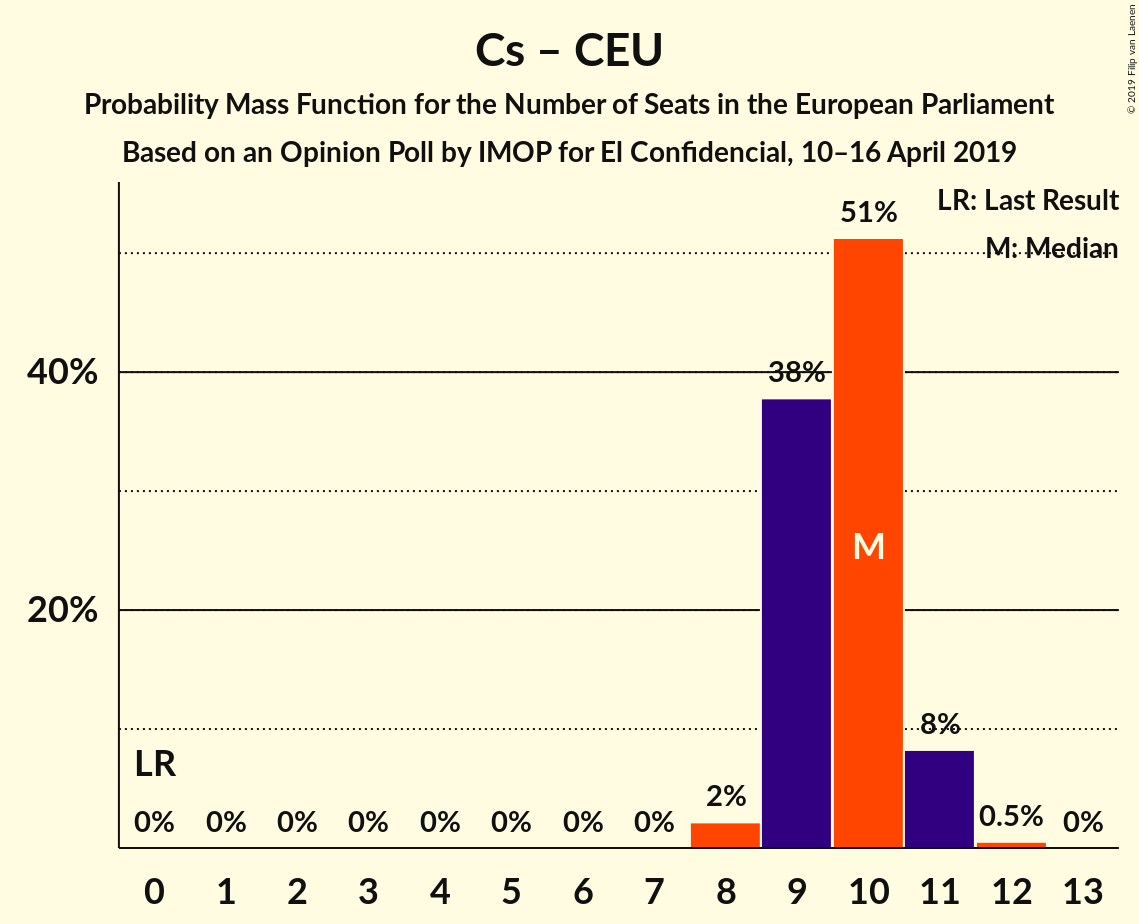 Cs – CEU
Probability Mass Function for the Number of Seats in the European Parliament
Based on an Opinion Poll by IMOP for El Confidencial, 10–16 April 2019
© 2019 Filip van Laenen
LR: Last Result
M: Median
51%
40%
38%
M
20%
8%
LR
2%
0.5%
0% 0% 0% 0% 0% 0% 0% 0% 0%
0 1 2 3 4 5 6 7 8 9 10 11 12 13